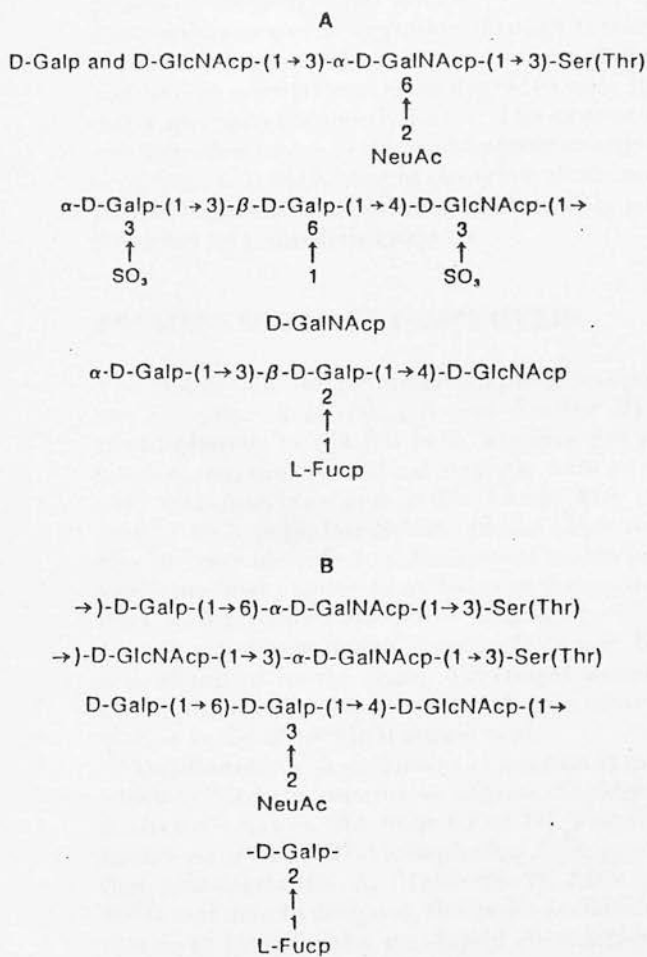 A
D-Galp and D-GlcNAcp-(1→3)-α-D-GalNAcp-(1→3)-Ser(Thr)
6
↑
2
NeuAc
α-D-Galp-(1→3)-β-D-Galp-(1→4)-D-GlcNAcp-(1→
3 6 3
↑ ↑ ↑
SO₃ 1 SO₃
D-GalNAcp
α-D-Galp-(1→3)-β-D-Galp-(1→4)-D-GlcNAcp
2
↑
1
L-Fucp
B
→)-D-Galp-(1→6)-α-D-GalNAcp-(1→3)-Ser(Thr)
→)-D-GlcNAcp-(1→3)-α-D-GalNAcp-(1→3)-Ser(Thr)
D-Galp-(1→6)-D-Galp-(1→4)-D-GlcNAcp-(1→
3
↑
2
NeuAc
-D-Galp-
2
↑
1
L-Fucp